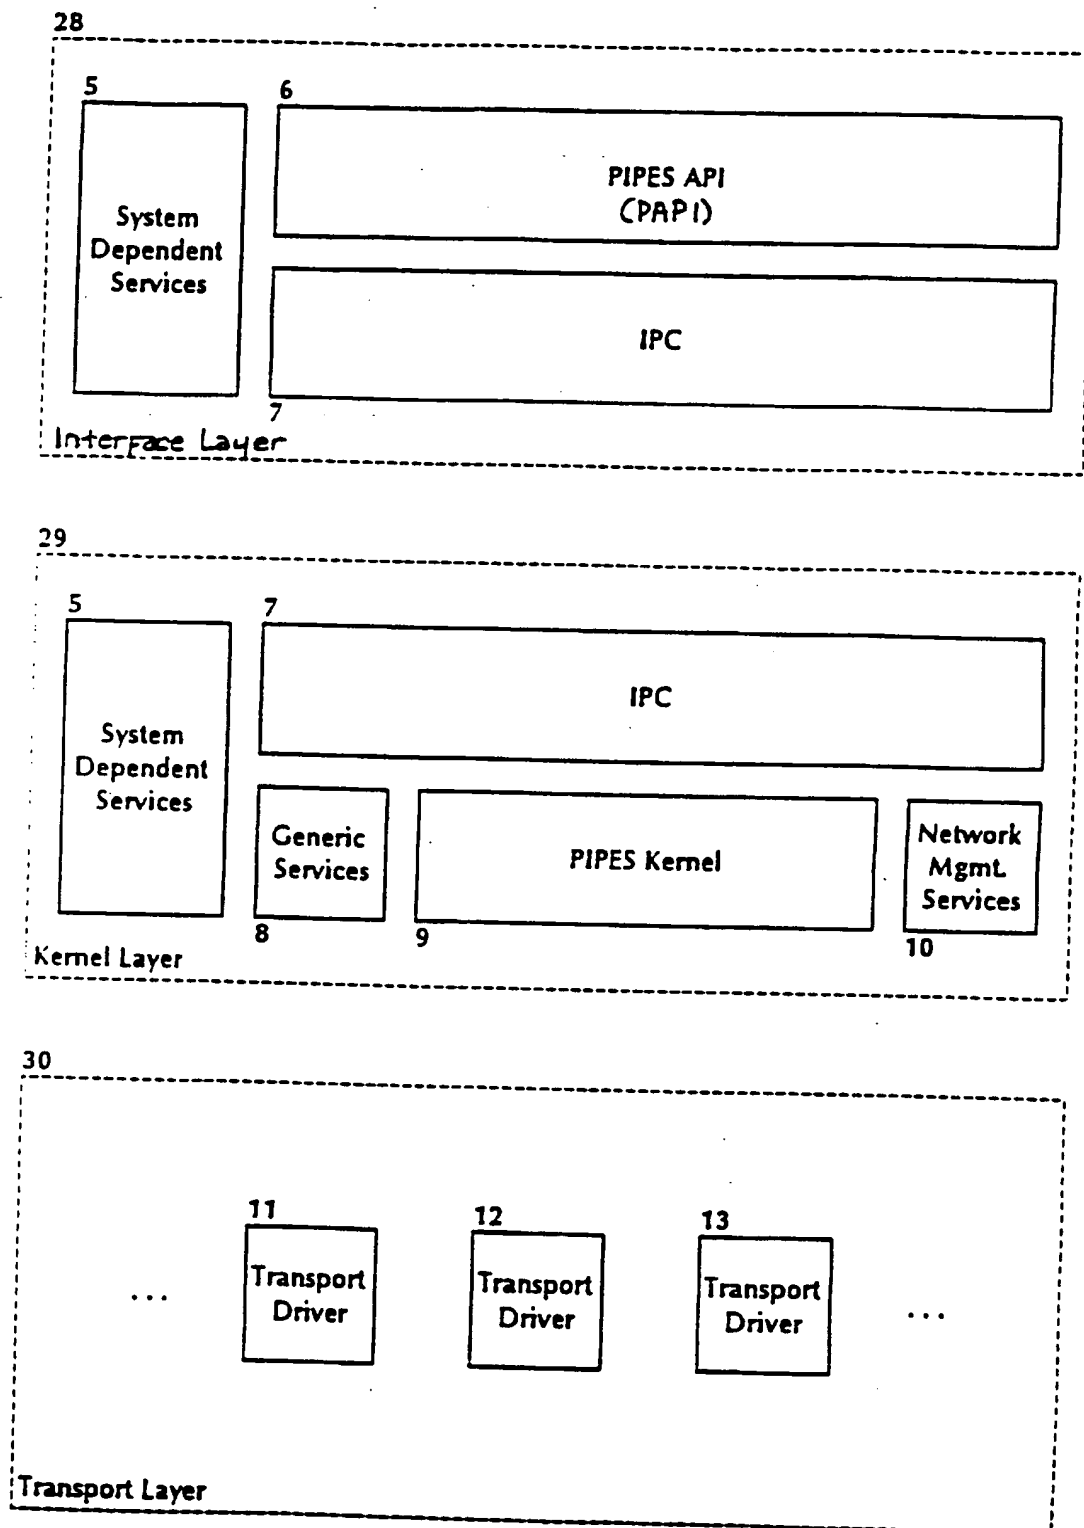 28
5
6
System
Dependent
Services
PIPES API
(PAPI)
IPC
7
Interface Layer
29
5
7
System
Dependent
Services
IPC
Generic
Services
PIPES Kernel
Network
Mgmt.
Services
8
9
10
Kernel Layer
30
11
12
13
...
Transport
Driver
Transport
Driver
Transport
Driver
...
Transport Layer